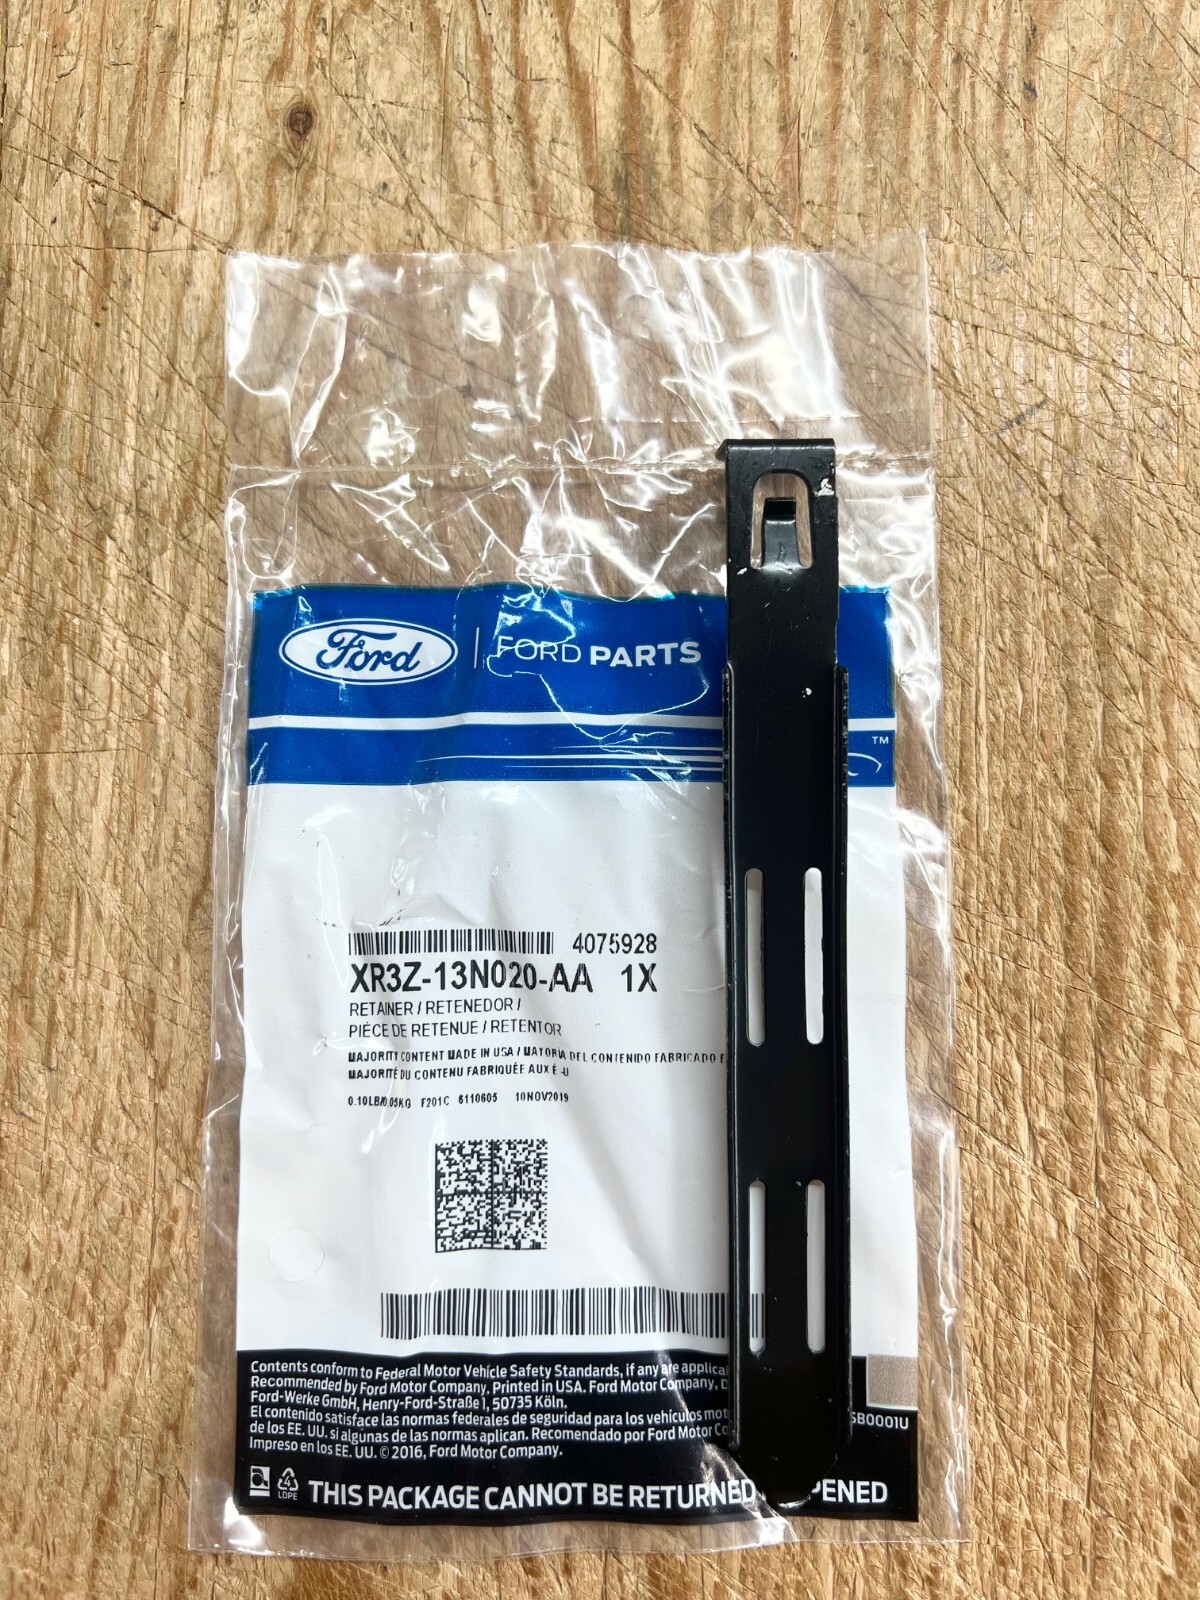 Ford | FORD PARTS
™
4075928
XR3Z-13N020-AA 1X
RETAINER / RETENEDOR /
PIÈCE DE RETENUE / RETENTOR
MAJORITY CONTENT MADE IN USA / MAYORIA DEL CONTENIDO FABRICADO
MAJORITÉ DU CONTENU FABRIQUÉE AUX É-U
0.10LB/0.05KG F201C 6110605 10NOV2019
Contents conform to Federal Motor Vehicle Safety Standards, if any are applica
Recommended by Ford Motor Company. Printed in USA. Ford Motor Company, D
Ford-Werke GmbH, Henry-Ford-Straße 1, 50735 Köln.
El contenido satisface las normas federales de seguridad para los vehículos mot
de los EE. UU. si algunas de las normas aplican. Recomendado por Ford Motor Co
Impreso en los EE. UU. © 2016, Ford Motor Company.
SB0001U
4
LDPE
THIS PACKAGE CANNOT BE RETURNED PENED